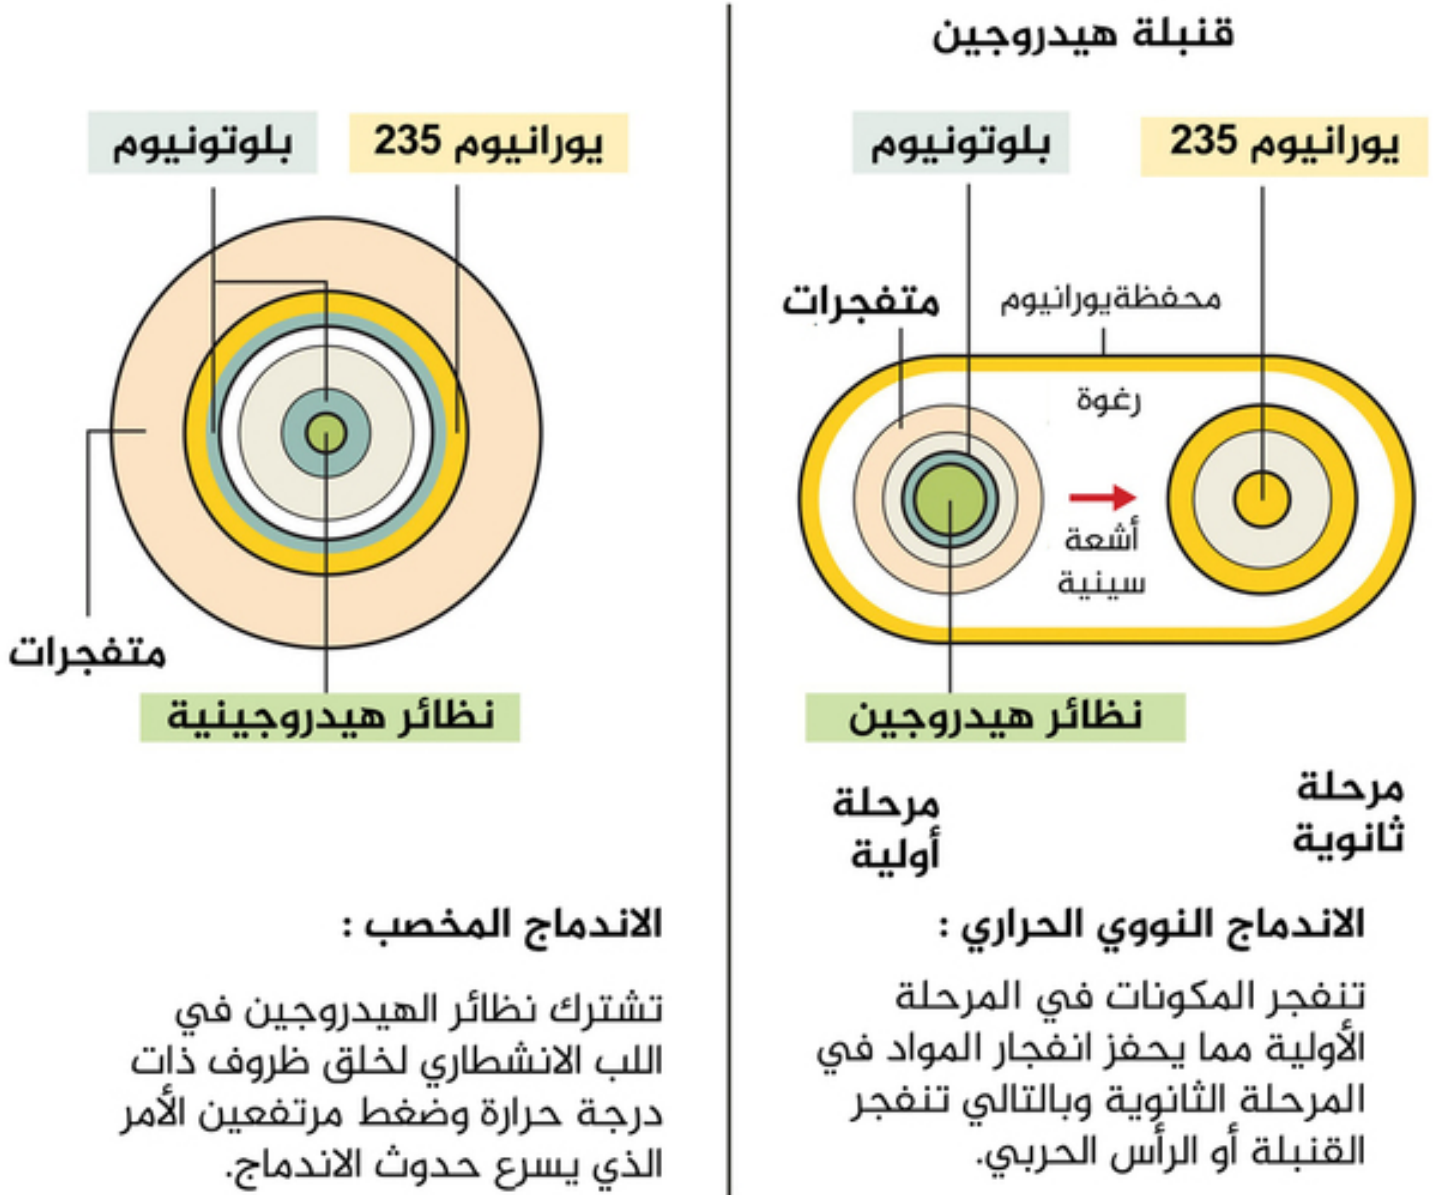 قنبلة هيدروجين
يورانيوم 235
بلوتونيوم
متفجرات
محفظةيورانيوم
رغوة
أشعة
سينية
نظائر هيدروجين
مرحلة
ثانوية
مرحلة
أولية
الاندماج النووي الحراري :
تنفجر المكونات في المرحلة
الأولية مما يحفز انفجار المواد في
المرحلة الثانوية وبالتالي تنفجر
القنبلة أو الرأس الحربي.
يورانيوم 235
بلوتونيوم
متفجرات
نظائر هيدروجينية
الاندماج المخصب :
تشترك نظائر الهيدروجين في
اللب الانشطاري لخلق ظروف ذات
درجة حرارة وضغط مرتفعين الأمر
الذي يسرع حدوث الاندماج.